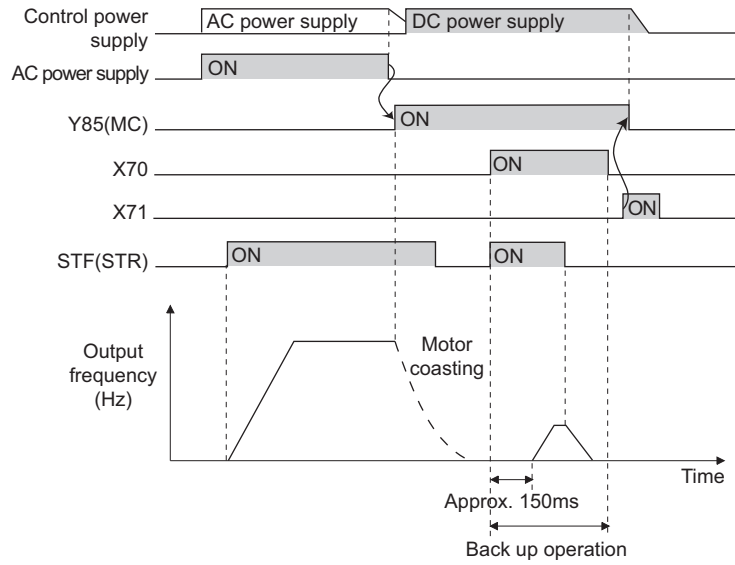 Control power
supply
AC power supply
DC power supply
AC power supply
ON
Y85(MC)
ON
X70
ON
X71
ON
STF(STR)
ON
ON
Output
frequency
(Hz)
Motor
coasting
Time
Approx. 150ms
Back up operation